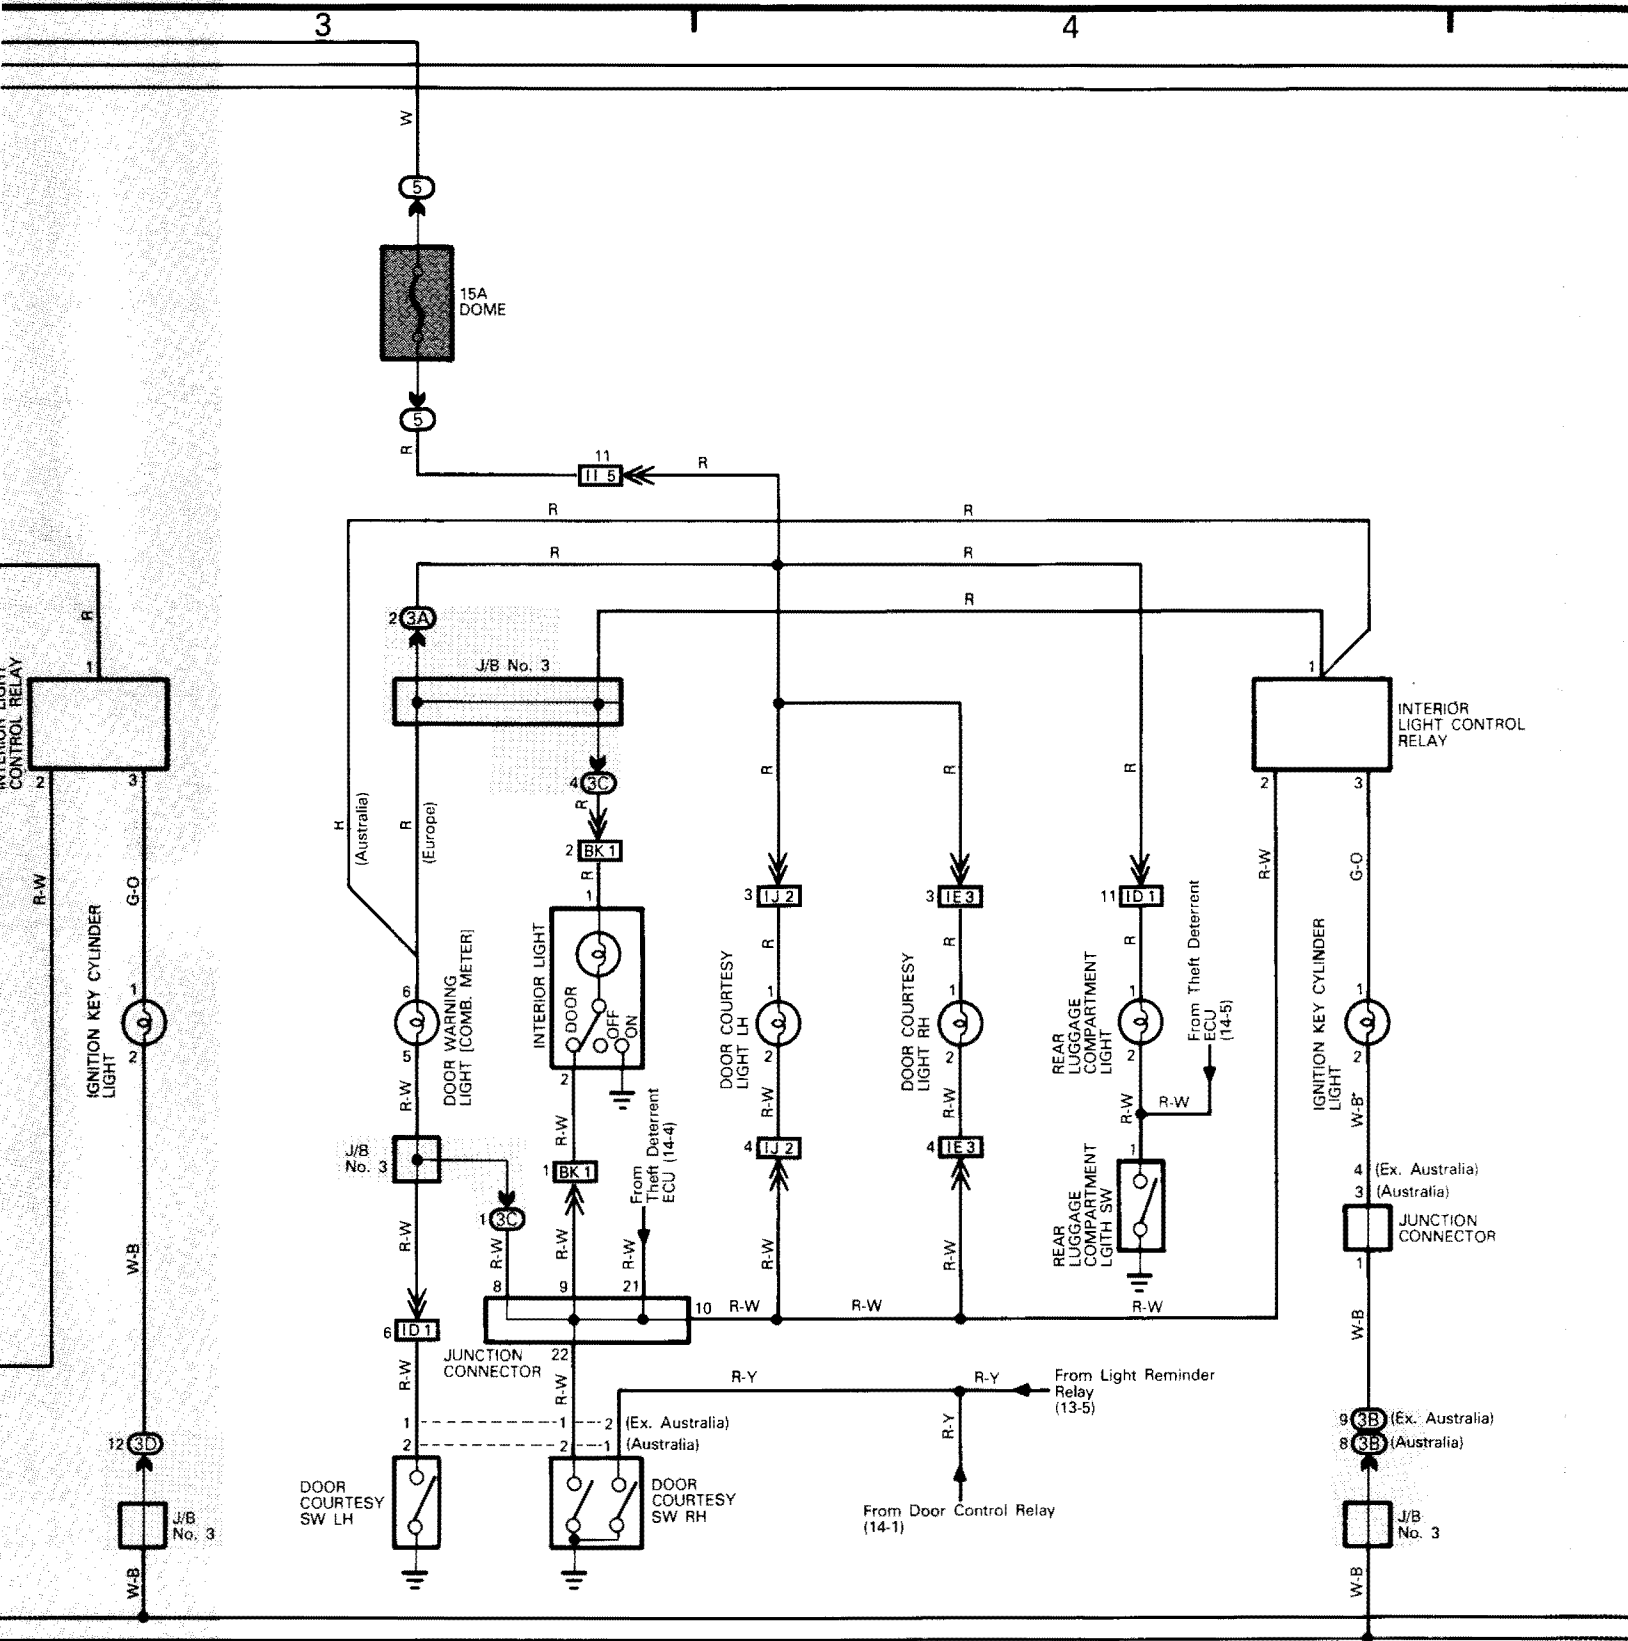 3
4
W
5
15A
DOME
5
R
11
II 5
R
R
R
R
R
R
2
3A
J/B No. 3
R
1
1
INTERIOR
LIGHT CONTROL
RELAY
CONTROL RELAY
2
3
2
3
4
3C
R
R
R
R
R
(Australia)
R
(Europe)
2
BK 1
R
1
3
IJ 2
3
IE 3
11
ID 1
R-W
G-O
R-W
G-O
IGNITION KEY CYLINDER
LIGHT
1
2
6
5
DOOR WARNING
LIGHT [COMB. METER]
INTERIOR LIGHT
DOOR
OFF
ON
2
R
R
R
DOOR COURTESY
LIGHT LH
1
2
DOOR COURTESY
LIGHT RH
1
2
REAR
LUGGAGE
COMPARTMENT
LIGHT
1
2
From Theft Deterrent
ECU
(14-5)
IGNITION KEY CYLINDER
LIGHT
1
2
R-W
R-W
R-W
R-W
R-W
R-W
W-B*
J/B
No. 3
1
BK 1
From
Theft Deterrent
ECU (14-4)
4
IJ 2
4
IE 3
1
REAR
LUGGAGE
COMPARTMENT
LGITH SW
4
(Ex. Australia)
3
(Australia)
JUNCTION
CONNECTOR
1
1
3C
W-B
R-W
R-W
R-W
R-W
R-W
R-W
8
9
21
10
R-W
R-W
R-W
6
ID 1
JUNCTION
CONNECTOR
22
W-B
R-W
R-W
R-Y
R-Y
From Light Reminder
Relay
(13-5)
1
1
2
(Ex. Australia)
2
2
1
(Australia)
R-Y
9
3B
(Ex. Australia)
8
3B
(Australia)
12
3D
DOOR
COURTESY
SW LH
DOOR
COURTESY
SW RH
From Door Control Relay
(14-1)
J/B
No. 3
J/B
No. 3
W-B
W-B